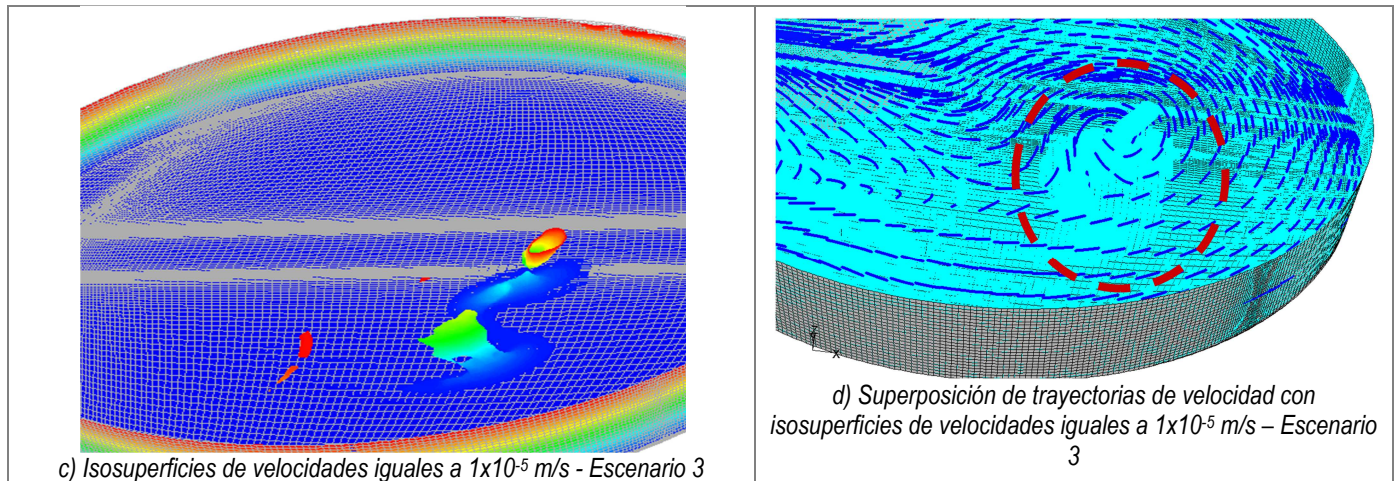 c) Isosuperficies de velocidades iguales a 1x10-5 m/s - Escenario 3
Y
X
d) Superposición de trayectorias de velocidad con
isosuperficies de velocidades iguales a 1x10-5 m/s – Escenario
3